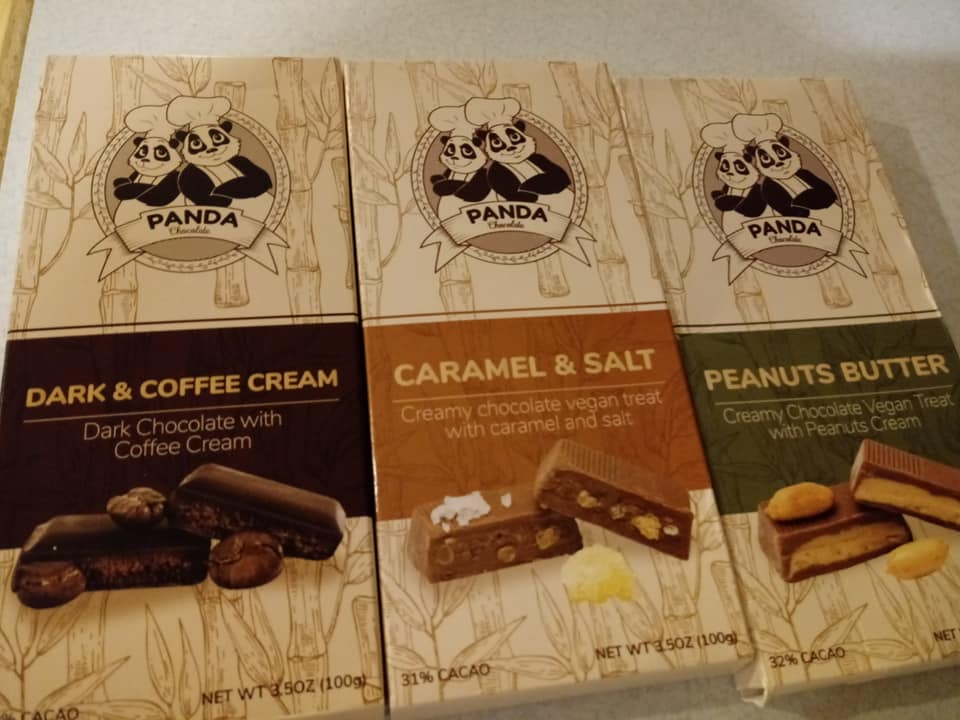 PANDA
Chocolate
DARK & COFFEE CREAM
Dark Chocolate with
Coffee Cream
% CACAO
NET WT 3.5OZ (100g)
PANDA
Chocolate
CARAMEL & SALT
Creamy chocolate vegan treat
with caramel and salt
31% CACAO
NET WT 3.5OZ (100g)
PANDA
Chocolate
PEANUTS BUTTER
Creamy Chocolate Vegan Treat
with Peanuts Cream
32% CACAO
NET